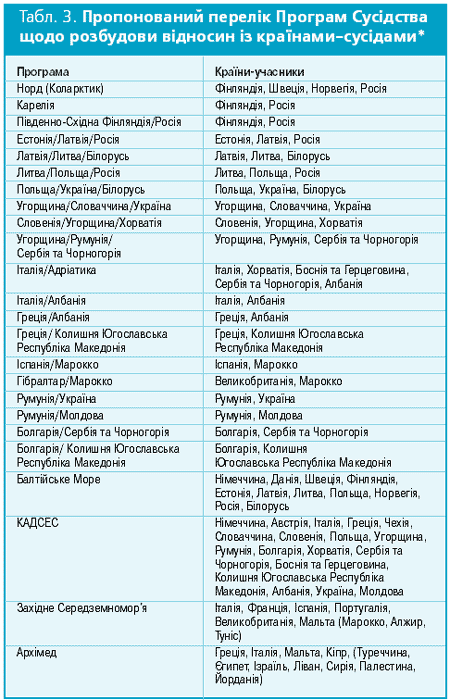 Табл. 3. Пропонований перелік Програм Сусідства
щодо розбудови відносин із країнами-сусідами*
Програма Країни-учасники
Норд (Коларктик) Фінляндія, Швеція, Норвегія, Росія
Карелія Фінляндія, Росія
Південно-Східна Фінляндія/Росія Фінляндія, Росія
Естонія/Латвія/Росія Естонія, Латвія, Росія
Латвія/Литва/Білорусь Латвія, Литва, Білорусь
Литва/Польща/Росія Литва, Польща, Росія
Польща/Україна/Білорусь Польща, Україна, Білорусь
Угорщина/Словаччина/Україна Угорщина, Словаччина, Україна
Словенія/Угорщина/Хорватія Словенія, Угорщина, Хорватія
Угорщина/Румунія/ Угорщина, Румунія, Сербія та Чорногорія
Сербія та Чорногорія
Італія/Адріатика Італія, Хорватія, Боснія та Герцеговина,
Сербія та Чорногорія, Албанія
Італія/Албанія Італія, Албанія
Греція/Албанія Греція, Албанія
Греція/ Колишня Югославська Греція, Колишня Югославська
Республіка Македонія Республіка Македонія
Іспанія/Марокко Іспанія, Марокко
Гібралтар/Марокко Великобританія, Марокко
Румунія/Україна Румунія, Україна
Румунія/Молдова Румунія, Молдова
Болгарія/Сербія та Чорногорія Болгарія, Сербія та Чорногорія
Болгарія/ Колишня Югославська Болгарія, Колишня
Республіка Македонія Югославська Республіка Македонія
Балтійське Море Німеччина, Данія, Швеція, Фінляндія,
Естонія, Латвія, Литва, Польща, Норвегія,
Росія, Білорусь
КАДСЕС Німеччина, Австрія, Італія, Греція, Чехія,
Словаччина, Словенія, Польща, Угорщина,
Румунія, Болгарія, Хорватія, Сербія та
Чорногорія, Боснія та Герцеговина,
Колишня Югославська Республіка
Македонія, Албанія, Україна, Молдова
Західне Середземномор'я Італія, Франція, Іспанія, Португалія,
Великобританія, Мальта (Марокко, Алжир,
Туніс)
Архімед Греція, Італія, Мальта, Кіпр, (Туреччина,
Єгипет, Ізраїль, Ліван, Сирія, Палестина,
Йорданія)